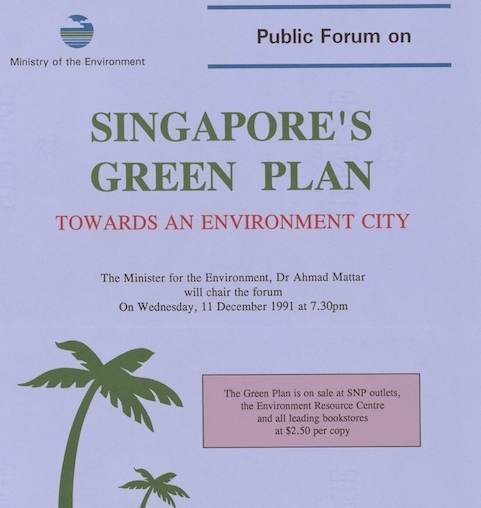 Ministry of the Environment
Public Forum on
SINGAPORE'S
GREEN PLAN
TOWARDS AN ENVIRONMENT CITY
The Minister for the Environment, Dr Ahmad Mattar
will chair the forum
On Wednesday, 11 December 1991 at 7.30pm
The Green Plan is on sale at SNP outlets,
the Environment Resource Centre
and all leading bookstores
at $2.50 per copy